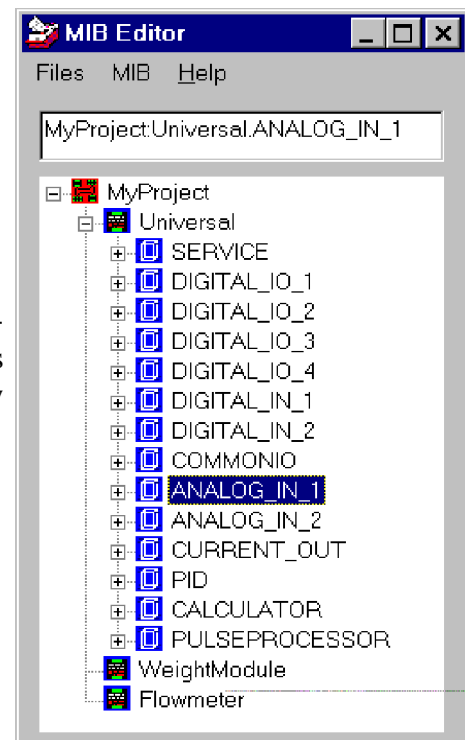 MIB Editor
Files MIB Help
MyProject:Universal.ANALOG_IN_1
MyProject
Universal
SERVICE
DIGITAL_IO_1
DIGITAL_IO_2
DIGITAL_IO_3
DIGITAL_IO_4
DIGITAL_IN_1
DIGITAL_IN_2
COMMONIO
ANALOG_IN_1
ANALOG_IN_2
CURRENT_OUT
PID
CALCULATOR
PULSEPROCESSOR
WeightModule
Flowmeter